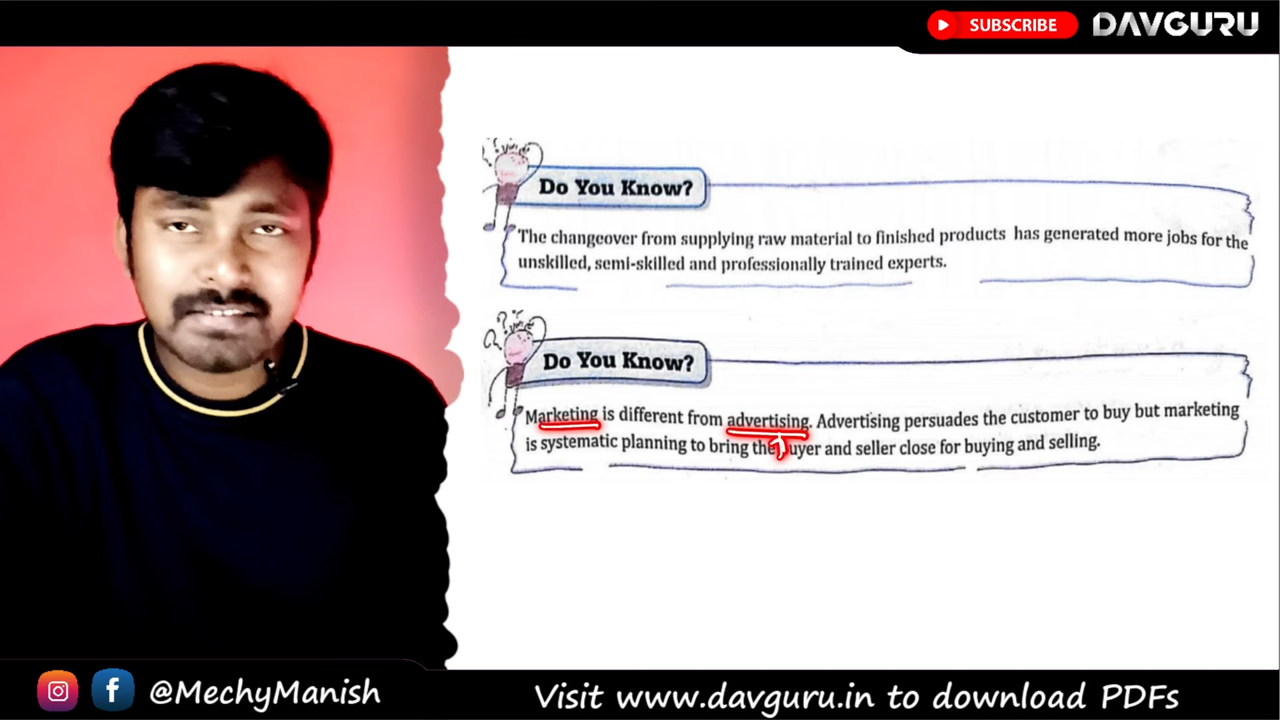 SUBSCRIBE DAVGURU
Do You Know?
The changeover from supplying raw material to finished products has generated more jobs for the
unskilled, semi-skilled and professionally trained experts.
Do You Know?
Marketing is different from advertising. Advertising persuades the customer to buy but marketing
is systematic planning to bring the buyer and seller close for buying and selling.
@MechyManish Visit www.davguru.in to download PDFs